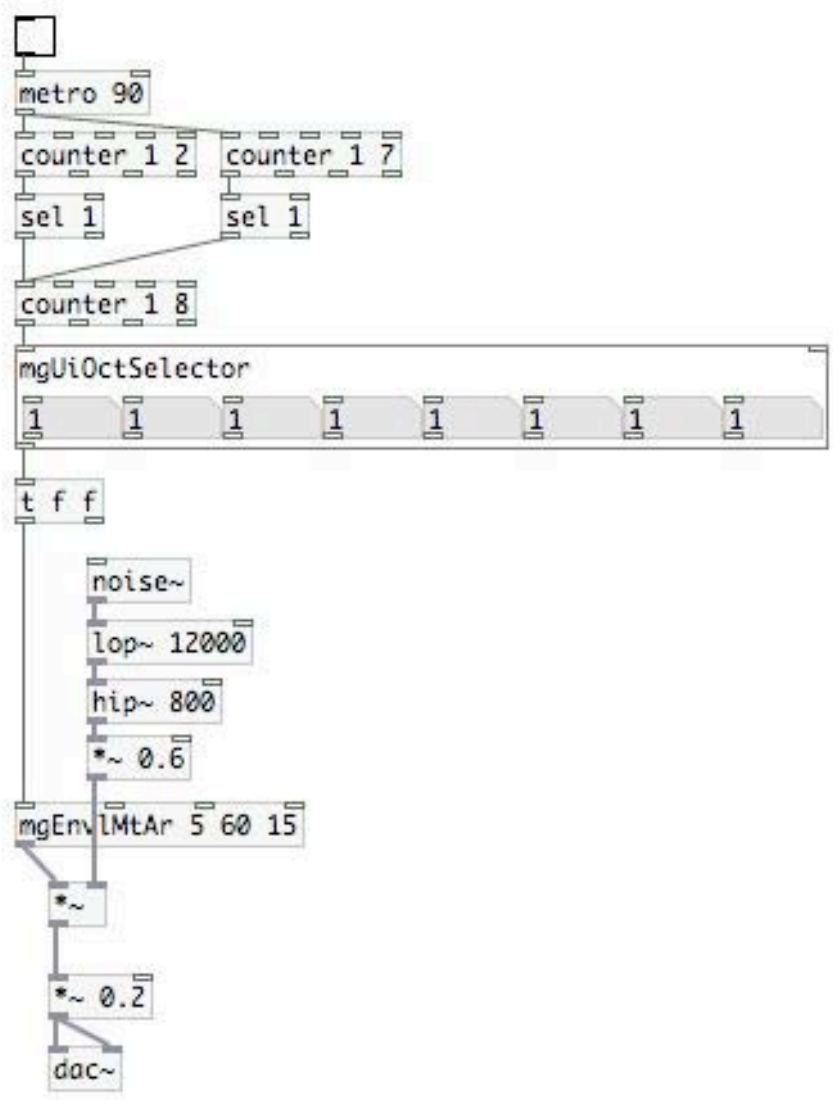 metro 90
counter 1 2 counter 1 7
sel 1 sel 1
counter 1 8
mgUiOctSelector
1 1 1 1 1 1 1 1
t f f
noise~
lop~ 12000
hip~ 800
*~ 0.6
mgEnvlMtAr 5 60 15
*~
*~ 0.2
dac~